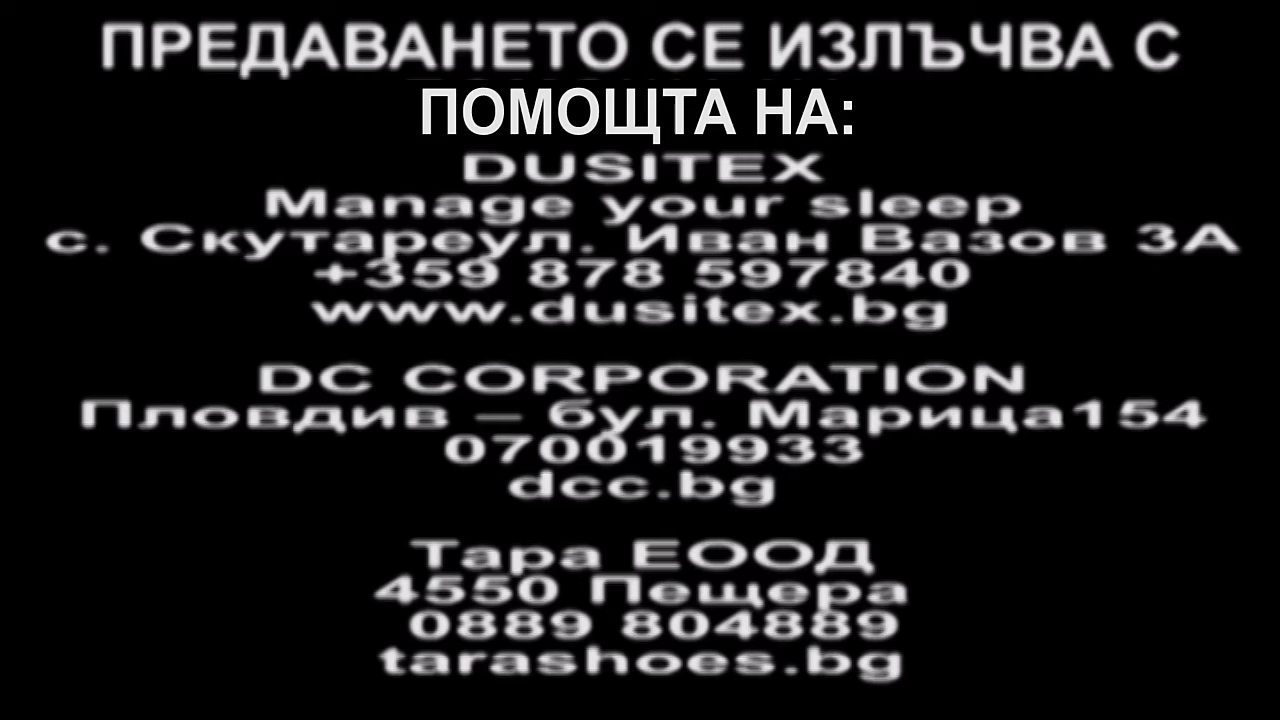 ПРЕДАВАНЕТО СЕ ИЗЛЪЧВА С
ПОМОЩТА НА:
DUSITEX
Manage your sleep
с. Скутареул. Иван Вазов 3А
+359 878 597840
www.dusitex.bg
DC CORPORATION
Пловдив – бул. Марица154
070019933
dcc.bg
Тара ЕООД
4550 Пещера
0889 804889
tarashoes.bg